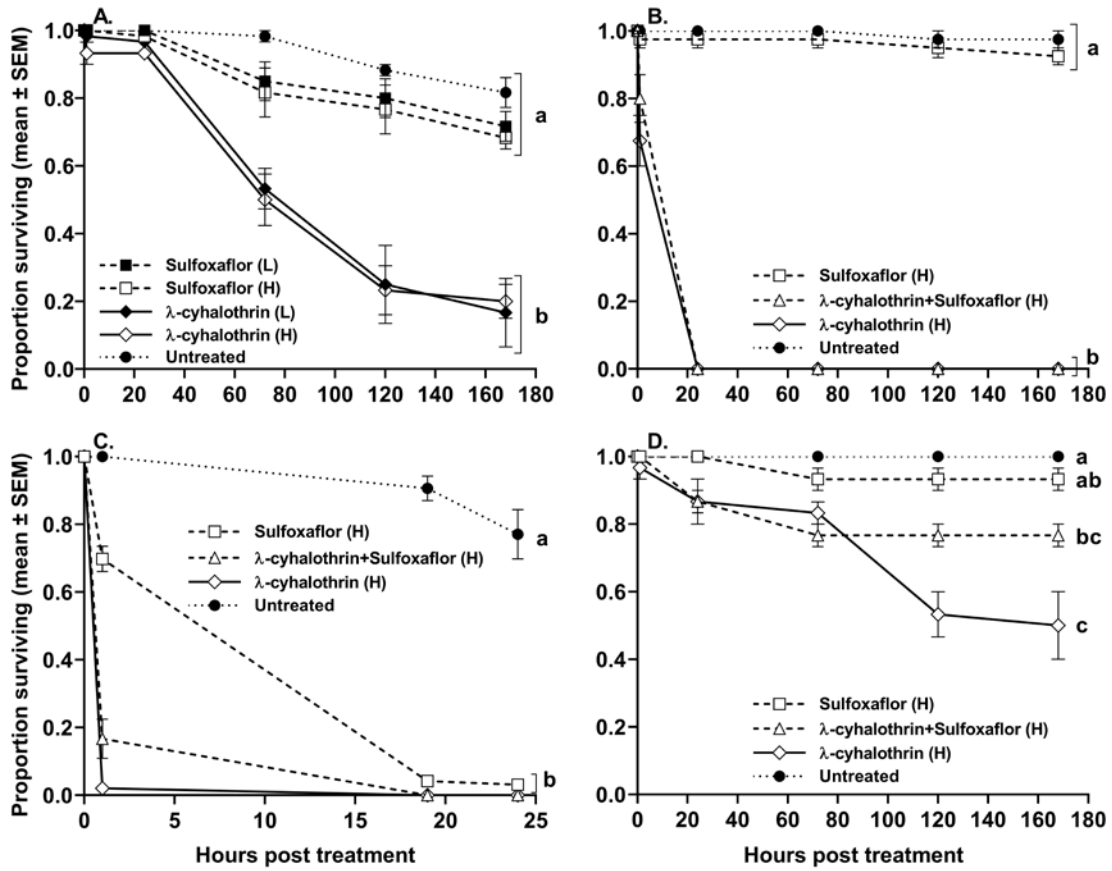 A.
Proportion surviving (mean ± SEM)
1.0
0.8
0.6
0.4
0.2
0.0
a
b
Sulfoxaflor (L)
Sulfoxaflor (H)
λ-cyhalothrin (L)
λ-cyhalothrin (H)
Untreated
0 20 40 60 80 100 120 140 160 180
B.
1.0
0.8
0.6
0.4
0.2
0.0
a
Sulfoxaflor (H)
λ-cyhalothrin+Sulfoxaflor (H)
λ-cyhalothrin (H)
Untreated
b
0 20 40 60 80 100 120 140 160 180
C.
Proportion surviving (mean ± SEM)
1.0
0.8
0.6
0.4
0.2
0.0
Sulfoxaflor (H)
λ-cyhalothrin+Sulfoxaflor (H)
λ-cyhalothrin (H)
Untreated
a
b
0 5 10 15 20 25
Hours post treatment
D.
1.0
0.8
0.6
0.4
0.2
0.0
a
ab
bc
c
Sulfoxaflor (H)
λ-cyhalothrin+Sulfoxaflor (H)
λ-cyhalothrin (H)
Untreated
0 20 40 60 80 100 120 140 160 180
Hours post treatment